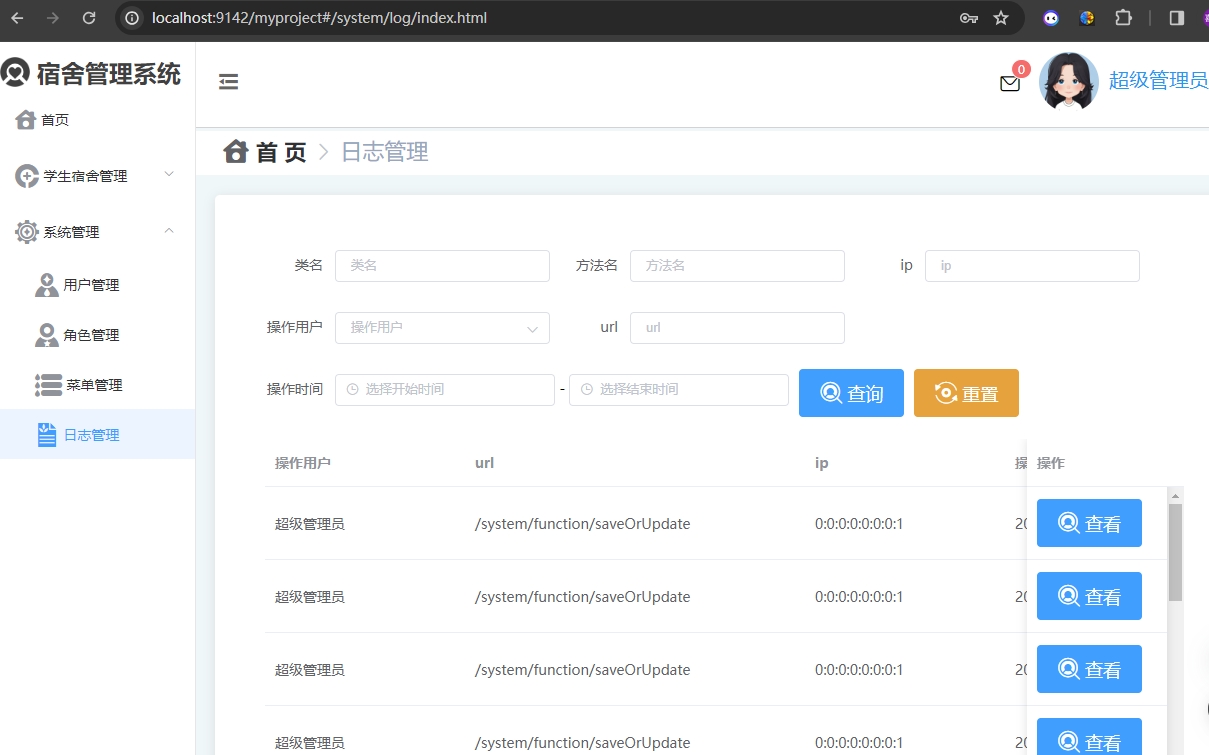 localhost:9142/myproject#/system/log/index.html
宿舍管理系统
0
超级管理员
首页
学生宿舍管理
系统管理
用户管理
角色管理
菜单管理
日志管理
首 页
日志管理
类名 类名 方法名 方法名 ip ip
操作用户 操作用户 url url
操作时间 选择开始时间 - 选择结束时间 查询 重置
操作用户 url ip 操 操作
超级管理员 /system/function/saveOrUpdate 0:0:0:0:0:0:0:1 20 查看
超级管理员 /system/function/saveOrUpdate 0:0:0:0:0:0:0:1 20 查看
超级管理员 /system/function/saveOrUpdate 0:0:0:0:0:0:0:1 20 查看
超级管理员 /system/function/saveOrUpdate 0:0:0:0:0:0:0:1 20 查看